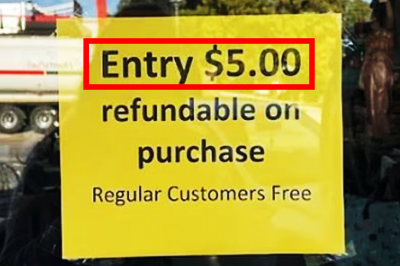 Entry $5.00
refundable on
purchase
Regular Customers Free